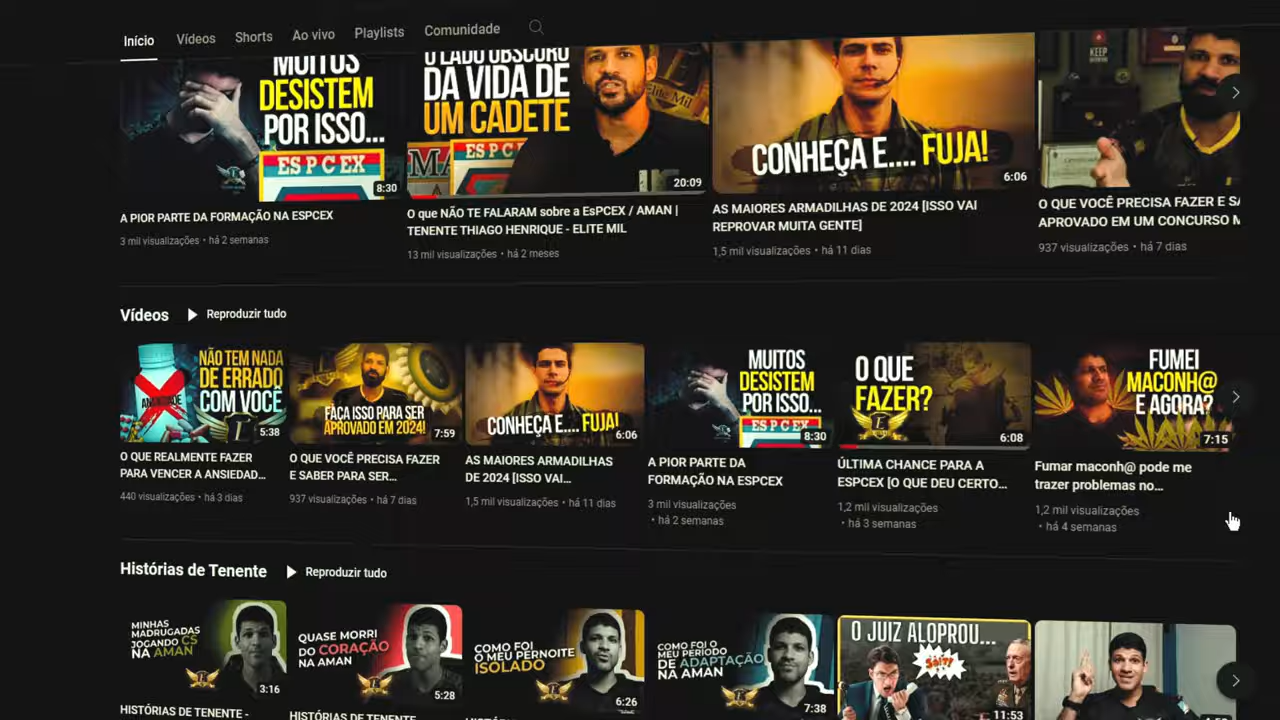 Início
Vídeos
Shorts
Ao vivo
Playlists
Comunidade
MUITOS
DESISTEM
POR ISSO...
ESPCEX
8:30
O LADO OBSCURO
DA VIDA DE
UM CADETE
Elite Mil
MA
ESPC
20:09
CONHEÇA E.... FUJA!
6:06
KEEP
A PIOR PARTE DA FORMAÇÃO NA ESPCEX
3 mil visualizações • há 2 semanas
O que NÃO TE FALARAM sobre a EsPCEX / AMAN |
TENENTE THIAGO HENRIQUE - ELITE MIL
13 mil visualizações • há 2 meses
AS MAIORES ARMADILHAS DE 2024 [ISSO VAI
REPROVAR MUITA GENTE]
1,5 mil visualizações • há 11 dias
O QUE VOCÊ PRECISA FAZER E SA
APROVADO EM UM CONCURSO M
937 visualizações • há 7 dias
Vídeos
Reproduzir tudo
NÃO TEM NADA
DE ERRADO
COM VOCÊ
5:38
FAÇA ISSO PARA SER
APROVADO EM 2024!
7:59
CONHEÇA E.... FUJA!
6:06
MUITOS
DESISTEM
POR ISSO...
ESPCEX
8:30
O QUE
FAZER?
6:08
FUMEI
MACONH@
E AGORA?
7:15
O QUE REALMENTE FAZER
PARA VENCER A ANSIEDAD...
440 visualizações • há 3 dias
O QUE VOCÊ PRECISA FAZER
E SABER PARA SER...
937 visualizações • há 7 dias
AS MAIORES ARMADILHAS
DE 2024 [ISSO VAI...
1,5 mil visualizações • há 11 dias
A PIOR PARTE DA
FORMAÇÃO NA ESPCEX
3 mil visualizações
• há 2 semanas
ÚLTIMA CHANCE PARA A
ESPCEX [O QUE DEU CERTO...
1,2 mil visualizações
• há 3 semanas
Fumar maconh@ pode me
trazer problemas no...
1,2 mil visualizações
• há 4 semanas
Histórias de Tenente
Reproduzir tudo
MINHAS
MADRUGADAS
JOGANDO CS
NA AMAN
3:16
QUASE MORRI
DO CORAÇÃO
NA AMAN
5:28
COMO FOI
O MEU PERNOITE
ISOLADO
6:26
COMO FOI O
MEU PERÍODO
DE ADAPTAÇÃO
NA AMAN
7:38
O JUIZ ALOPROU...
11:53
HISTÓRIAS DE TENENTE -
HISTÓRIAS DE TENENTE